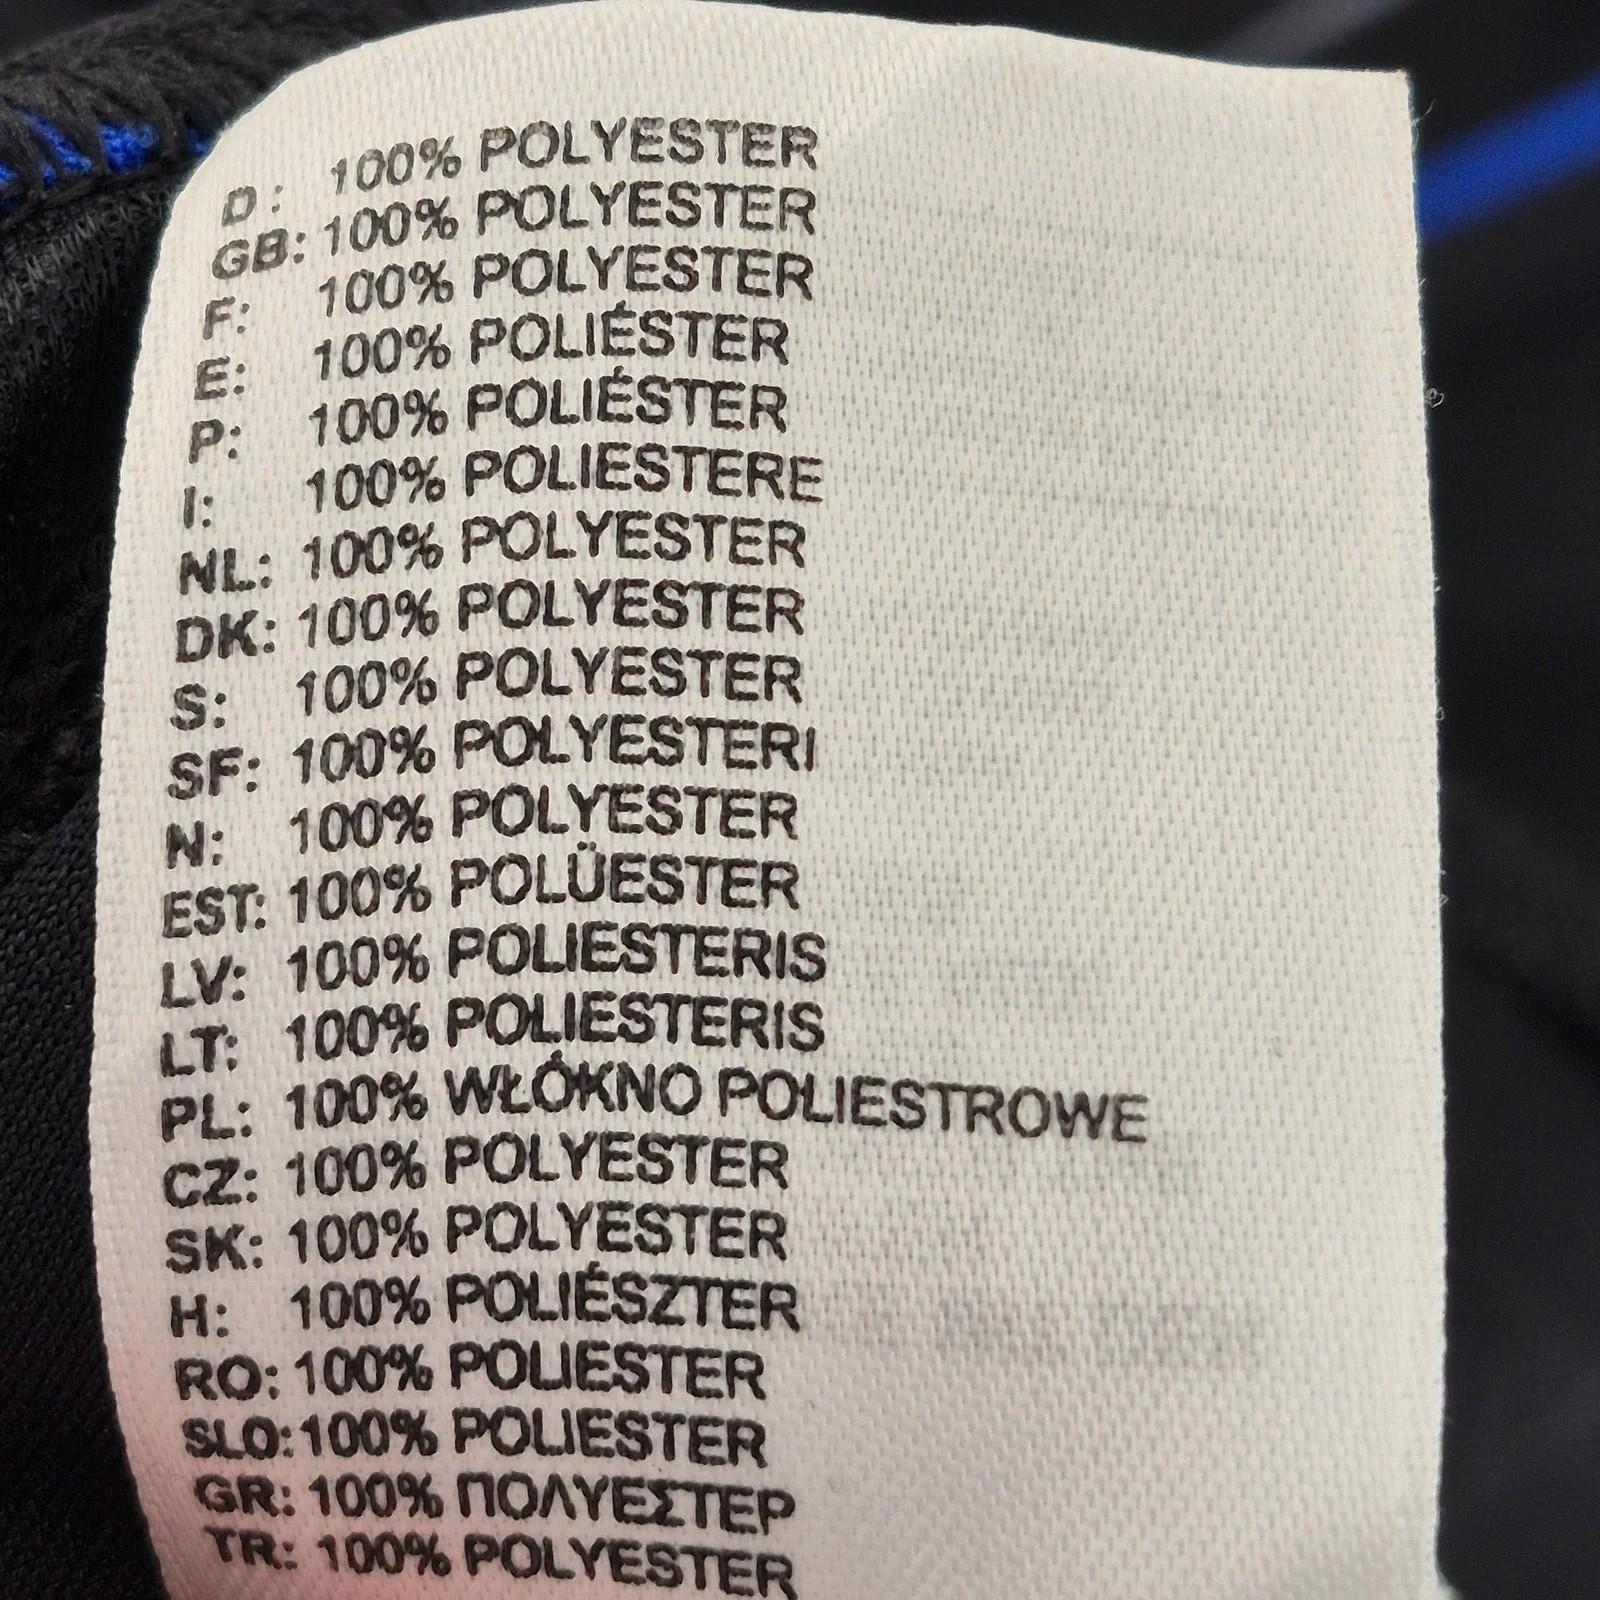 D: 100% POLYESTER
GB: 100% POLYESTER
F: 100% POLYESTER
E: 100% POLIÉSTER
P: 100% POLIÉSTER
I: 100% POLIESTERE
NL: 100% POLYESTER
DK: 100% POLYESTER
S: 100% POLYESTER
SF: 100% POLYESTERI
N: 100% POLYESTER
EST: 100% POLÜESTER
LV: 100% POLIESTERIS
LT: 100% POLIESTERIS
PL: 100% WŁÓKNO POLIESTROWE
CZ: 100% POLYESTER
SK: 100% POLYESTER
H: 100% POLIÉSZTER
RO: 100% POLIESTER
SLO: 100% POLIESTER
GR: 100% ΠΟΛΥΕΣΤΕΡ
TR: 100% POLYESTER